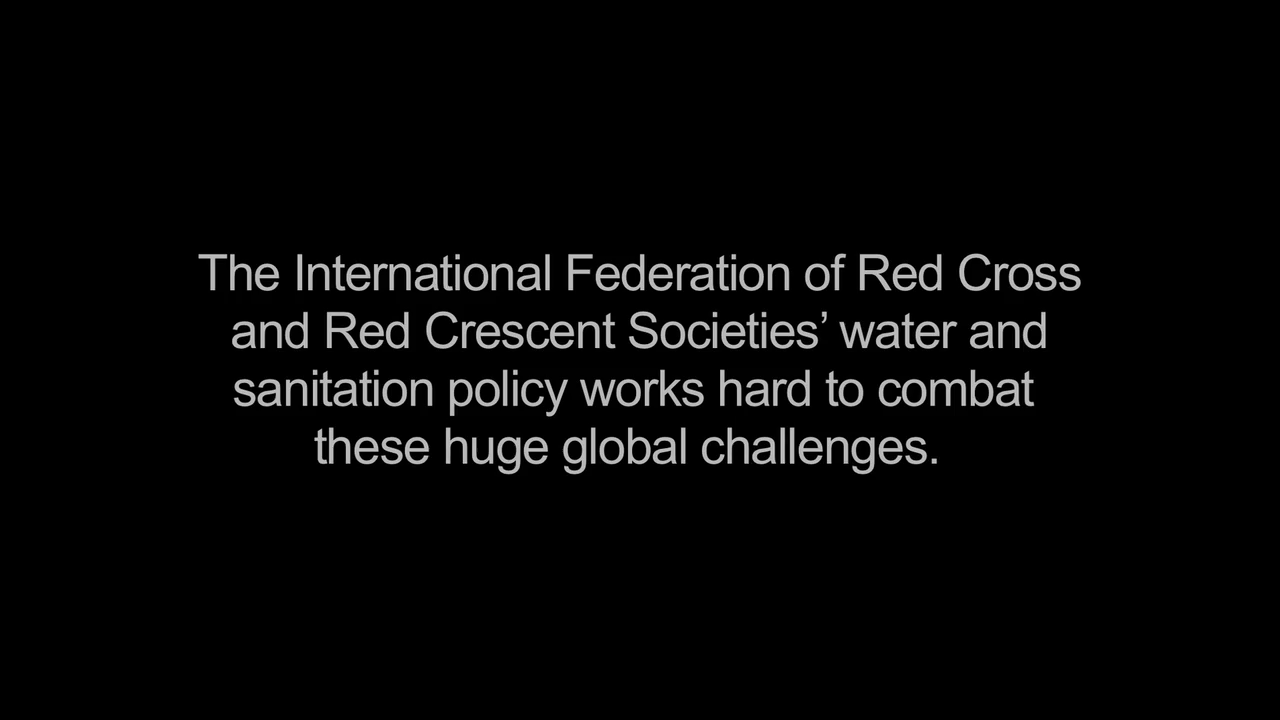 The International Federation of Red Cross
and Red Crescent Societies’ water and
sanitation policy works hard to combat
these huge global challenges.